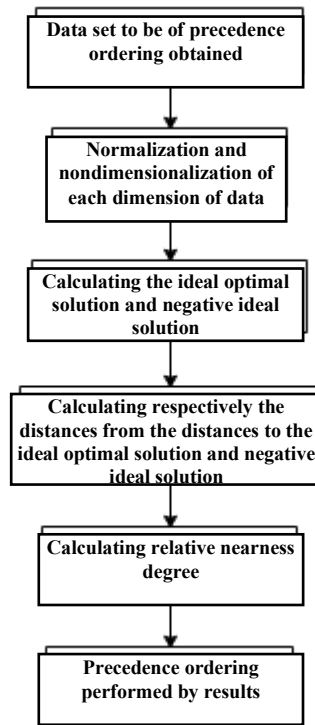 Data set to be of precedence
ordering obtained
Normalization and
nondimensionalization of
each dimension of data
Calculating the ideal optimal
solution and negative ideal
solution
Calculating respectively the
distances from the distances to the
ideal optimal solution and negative
ideal solution
Calculating relative nearness
degree
Precedence ordering
performed by results